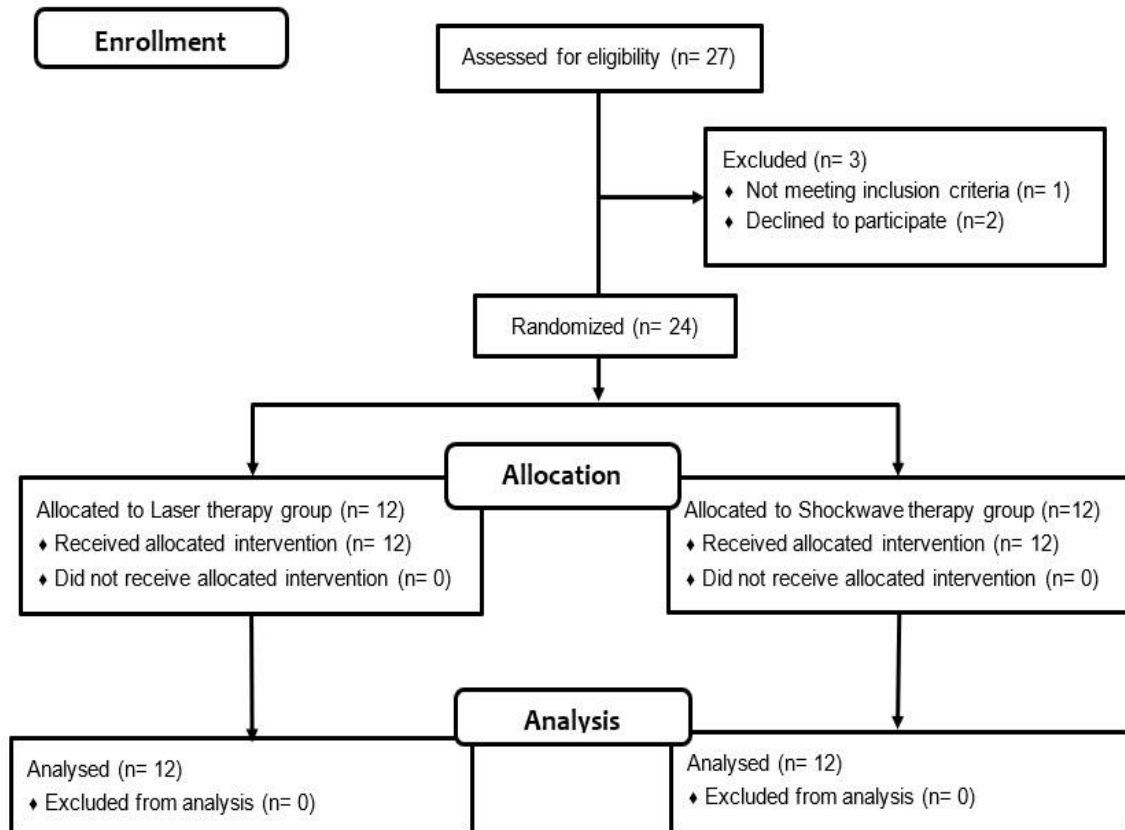 Enrollment
Assessed for eligibility (n= 27)
Excluded (n= 3)
♦ Not meeting inclusion criteria (n= 1)
♦ Declined to participate (n=2)
Randomized (n= 24)
Allocation
Allocated to Laser therapy group (n= 12)
♦ Received allocated intervention (n= 12)
♦ Did not receive allocated intervention (n= 0)
Allocated to Shockwave therapy group (n=12)
♦ Received allocated intervention (n= 12)
♦ Did not receive allocated intervention (n= 0)
Analysis
Analysed (n= 12)
♦ Excluded from analysis (n= 0)
Analysed (n= 12)
♦ Excluded from analysis (n= 0)